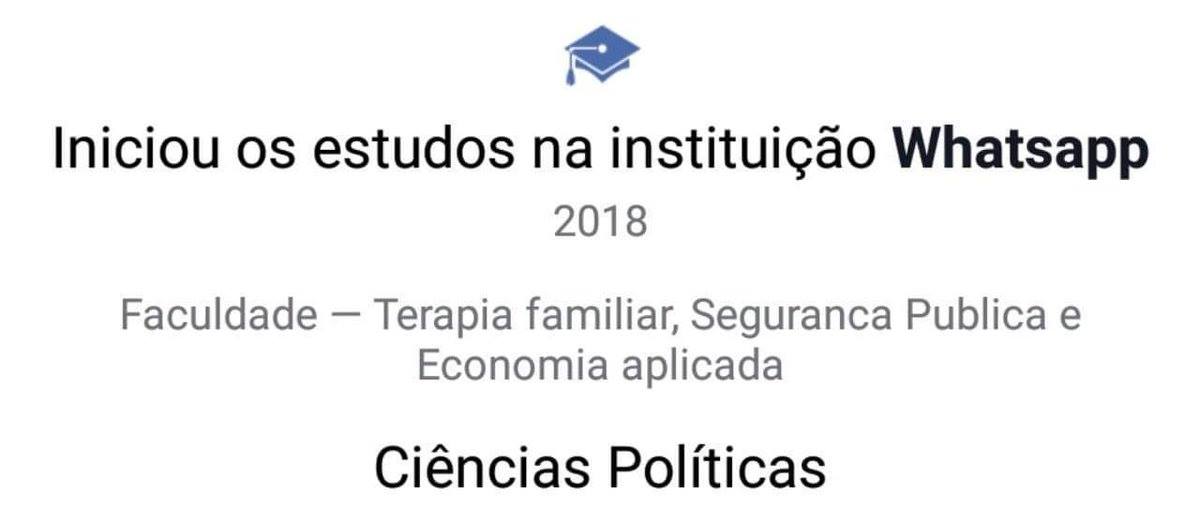 Iniciou os estudos na instituição Whatsapp
2018
Faculdade — Terapia familiar, Seguranca Publica e
Economia aplicada
Ciências Políticas